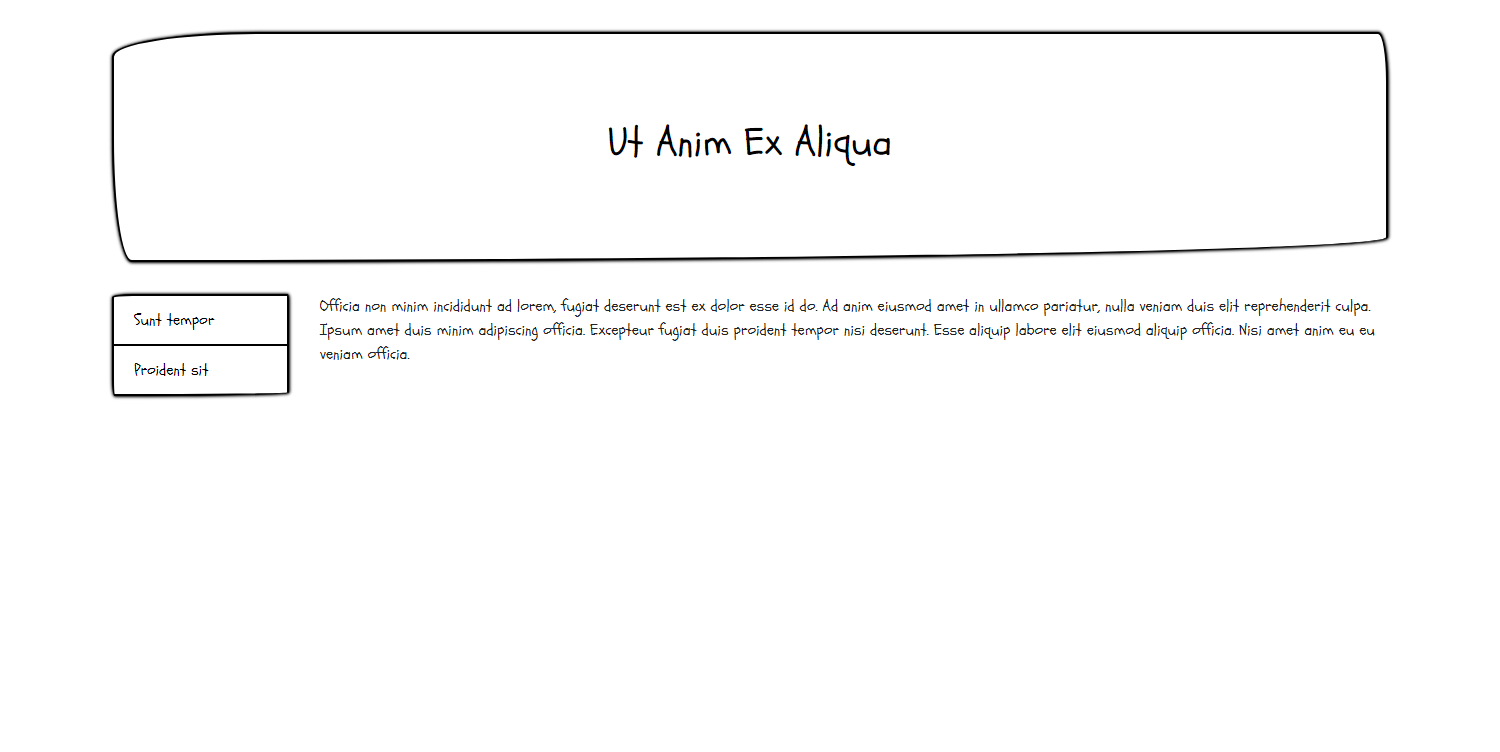 Ut Anim Ex Aliqua
Sunt tempor
Proident sit
Officia non minim incididunt ad lorem, fugiat deserunt est ex dolor esse id do. Ad anim eiusmod amet in ullamco pariatur, nulla veniam duis elit reprehenderit culpa.
Ipsum amet duis minim adipiscing officia. Excepteur fugiat duis proident tempor nisi deserunt. Esse aliquip labore elit eiusmod aliquip officia. Nisi amet anim eu eu
veniam officia.